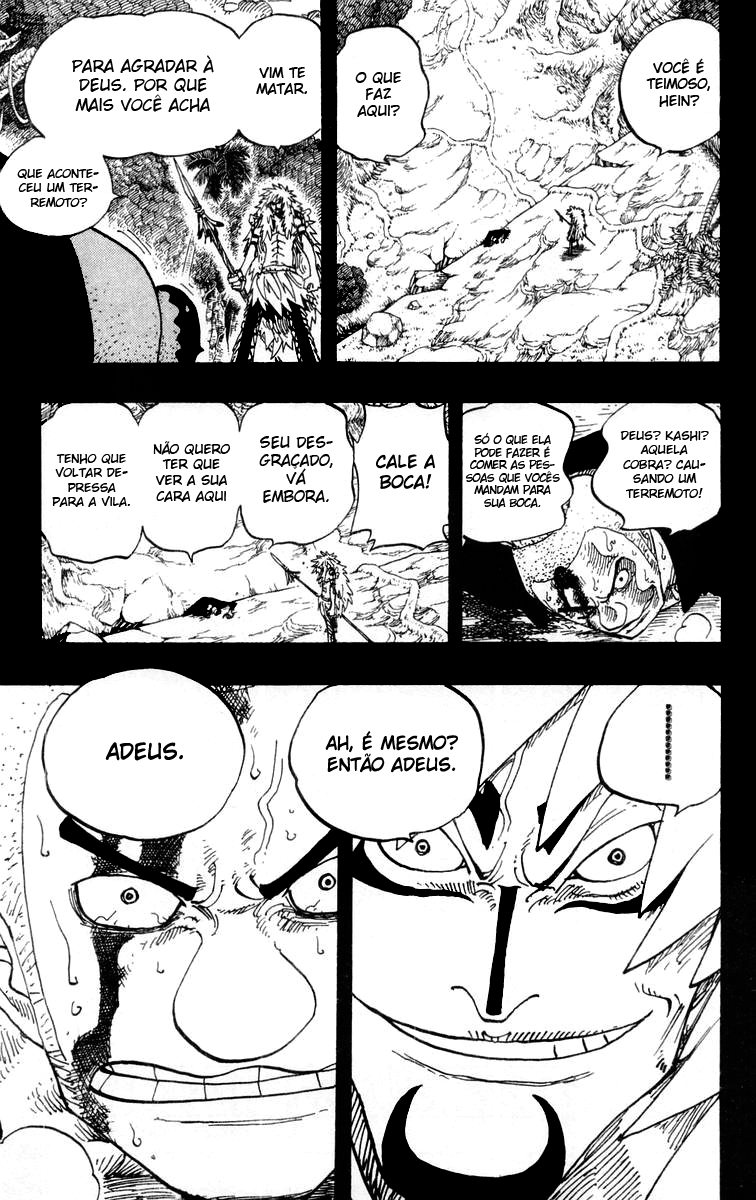 VOCÊ É
TEIMOSO,
HEIN?
O QUE
FAZ
AQUI?
VIM TE
MATAR.
PARA AGRADAR À
DEUS. POR QUE
MAIS VOCÊ ACHA
QUE ACONTE-
CEU UM TER-
REMOTO?
DEUS? KASHI?
AQUELA
COBRA? CAU-
SANDO UM
TERREMOTO!
SÓ O QUE ELA
PODE FAZER É
COMER AS PES-
SOAS QUE VOCÊS
MANDAM PARA
SUA BOCA.
CALE A
BOCA!
SEU DES-
GRAÇADO,
VÁ
EMBORA.
NÃO QUERO
TER QUE
VER A SUA
CARA AQUI
TENHO QUE
VOLTAR DE-
PRESSA
PARA A VILA.
............
AH, É MESMO?
ENTÃO ADEUS.
ADEUS.